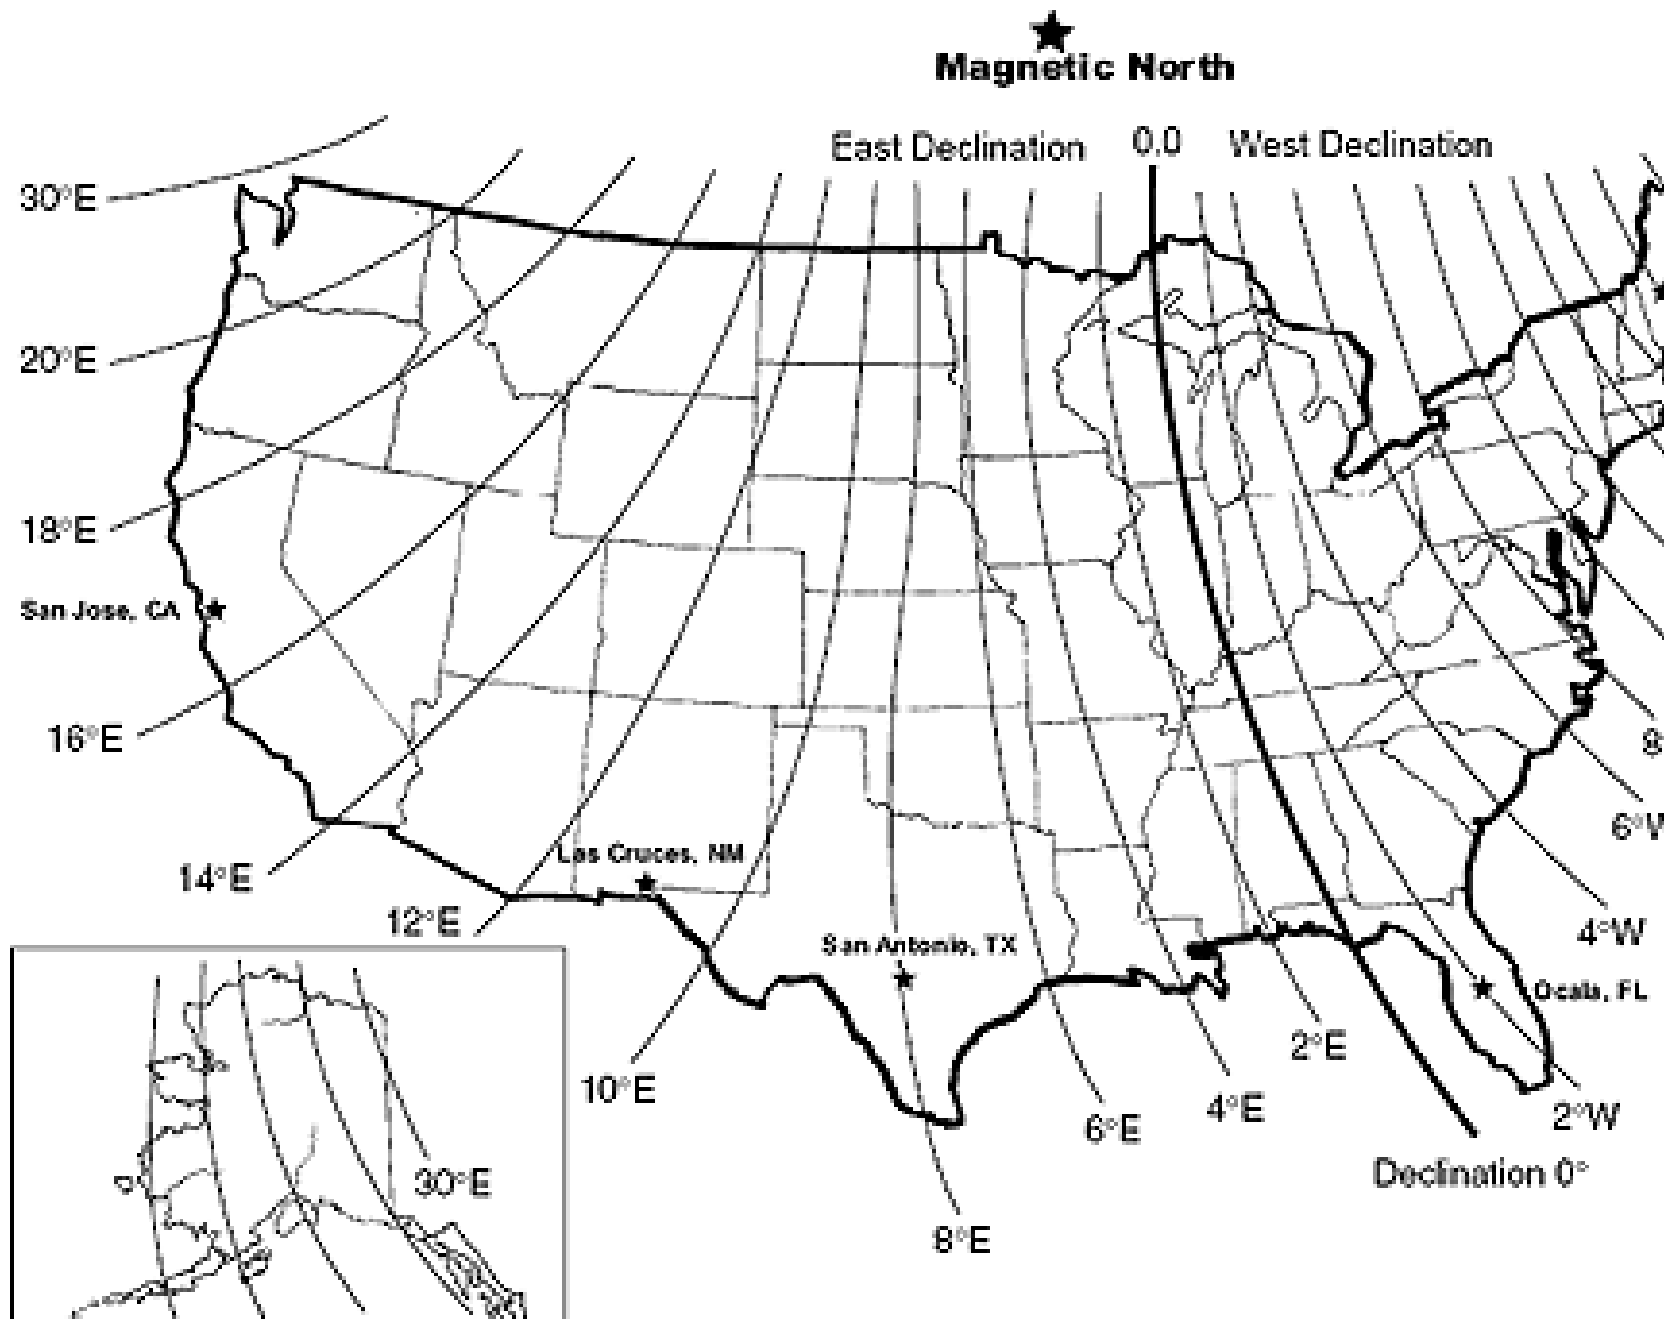 Magnetic North
East Declination 0.0 West Declination
30°E
20°E
18°E
San Jose, CA
16°E
14°E
12°E
Las Cruces, NM
San Antonio, TX
Ocala, FL
10°E
8°E
6°E
4°E
2°E
Declination 0°
2°W
4°W
6°W
8
30°E